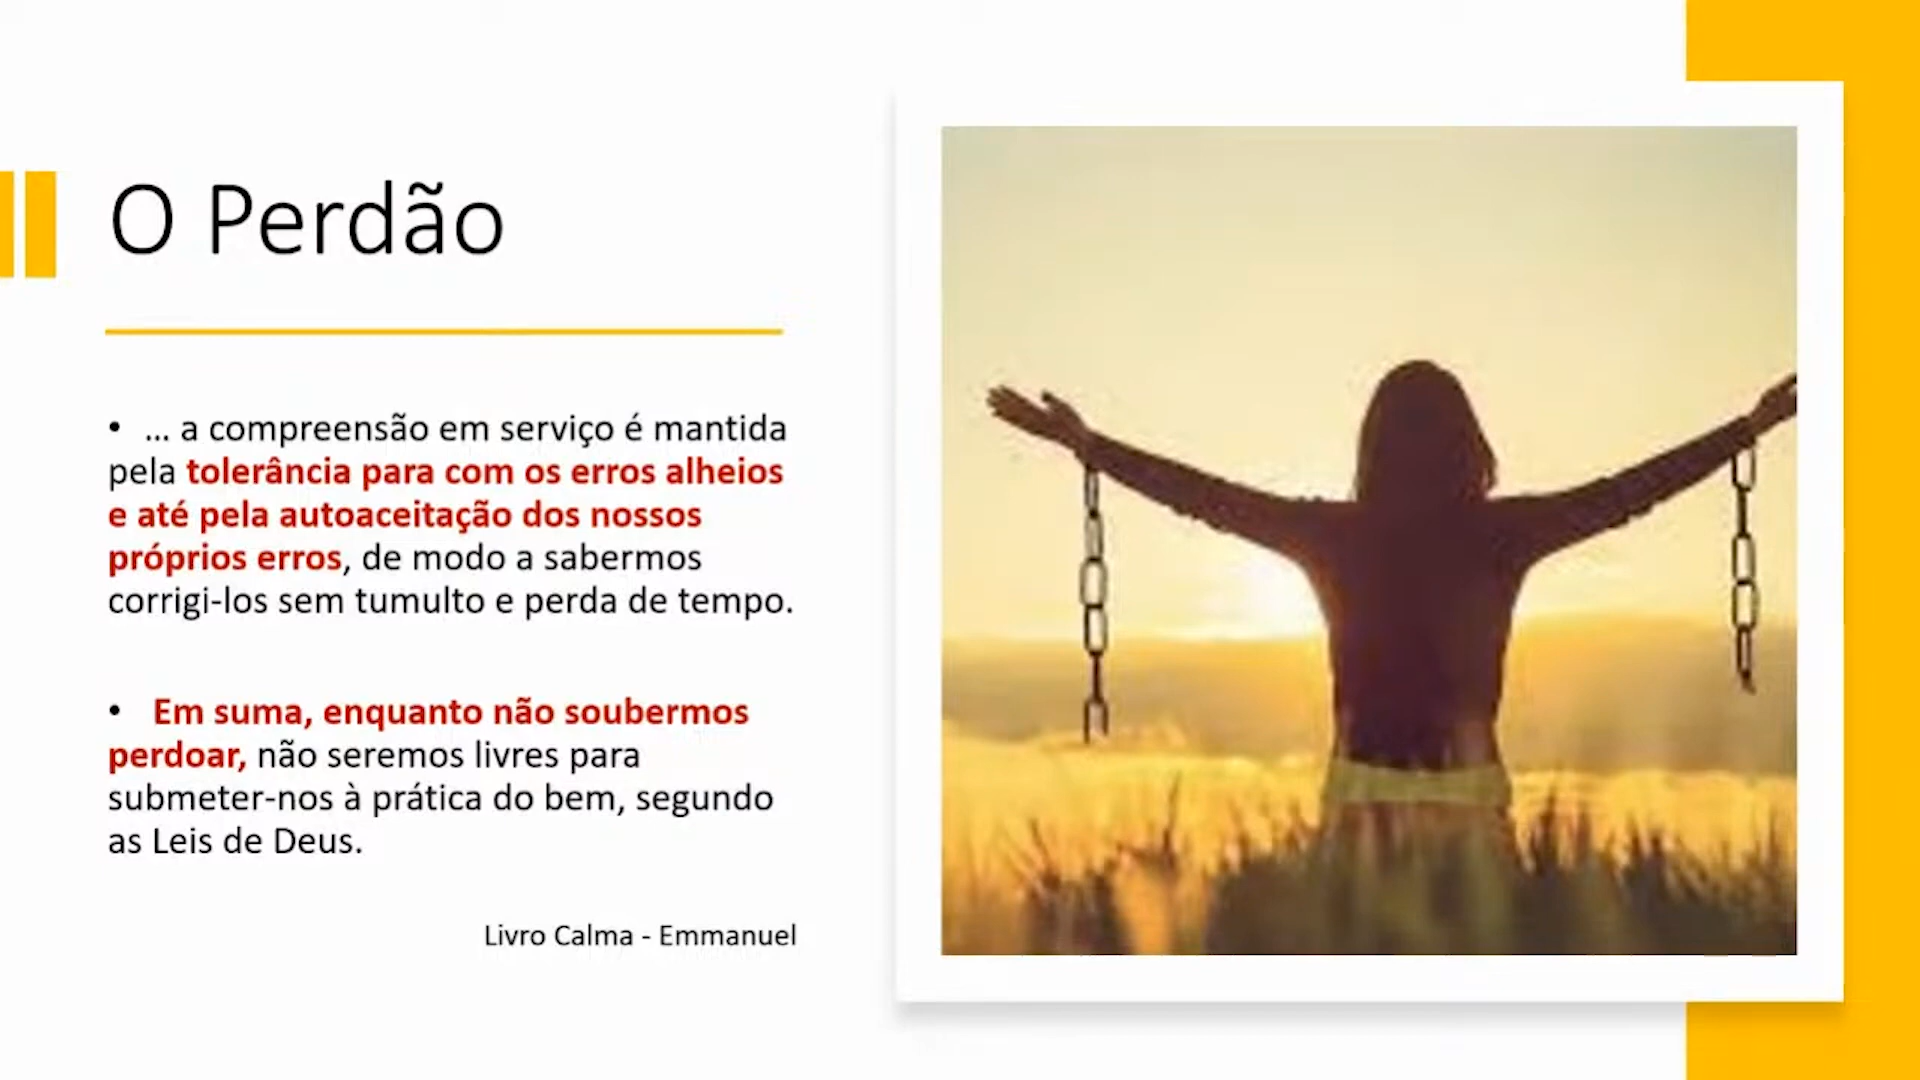 O Perdão
• ... a compreensão em serviço é mantida
pela tolerância para com os erros alheios
e até pela autoaceitação dos nossos
próprios erros, de modo a sabermos
corrigi-los sem tumulto e perda de tempo.
• Em suma, enquanto não soubermos
perdoar, não seremos livres para
submeter-nos à prática do bem, segundo
as Leis de Deus.
Livro Calma - Emmanuel